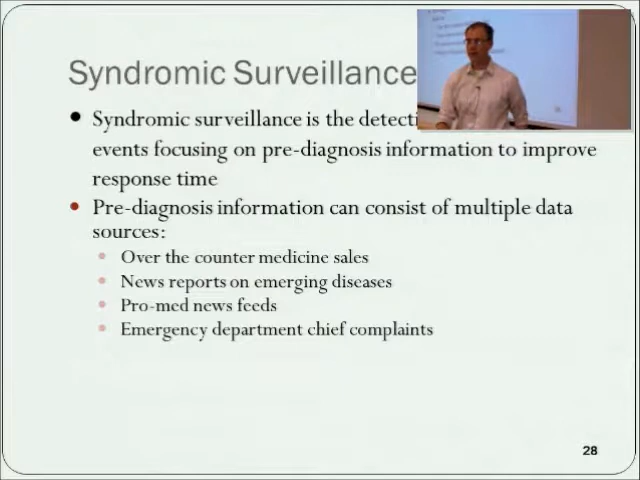 Syndromic Surveillance
Syndromic surveillance is the detecti
events focusing on pre-diagnosis information to improve
response time
Pre-diagnosis information can consist of multiple data
sources:
Over the counter medicine sales
News reports on emerging diseases
Pro-med news feeds
Emergency department chief complaints
28